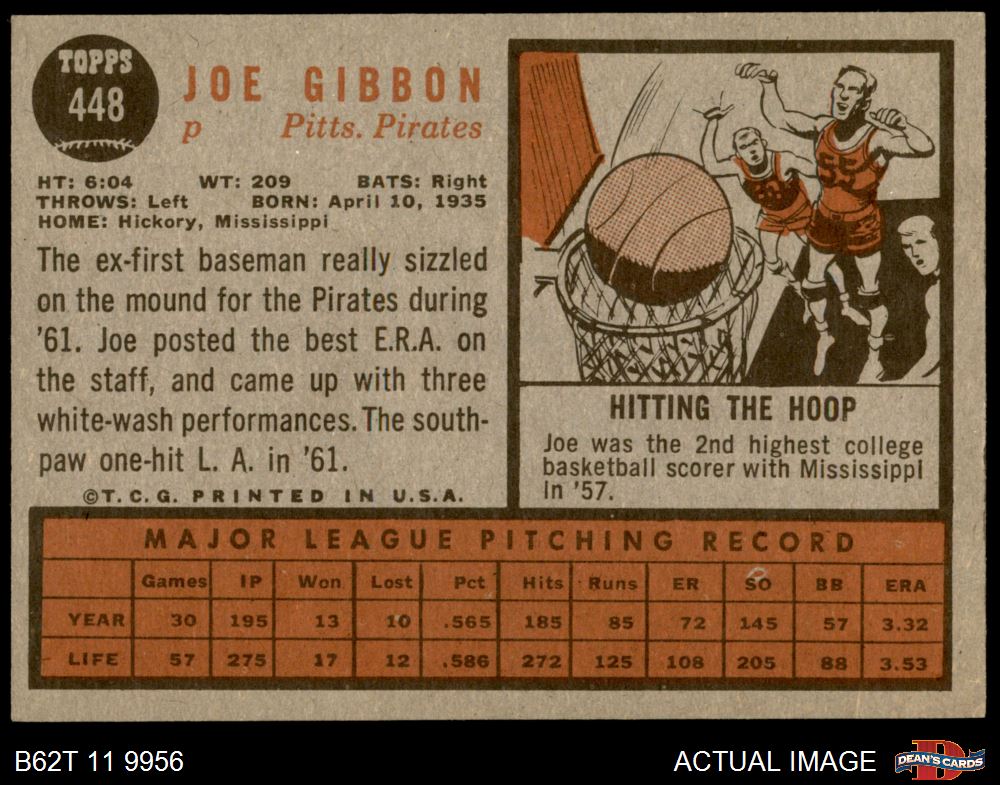 TOPPS
448
JOE GIBBON
p Pitts. Pirates
HT: 6:04 WT: 209 BATS: Right
THROWS: Left BORN: April 10, 1935
HOME: Hickory, Mississippi
The ex-first baseman really sizzled
on the mound for the Pirates during
'61. Joe posted the best E.R.A. on
the staff, and came up with three
white-wash performances. The south-
paw one-hit L. A. in '61.
©T. C. G. PRINTED IN U.S.A.
55
HITTING THE HOOP
Joe was the 2nd highest college
basketball scorer with Mississippi
in '57.
MAJOR LEAGUE PITCHING RECORD
Games IP Won Lost Pct Hits Runs ER SO BB ERA
YEAR 30 195 13 10 .565 185 85 72 145 57 3.32
LIFE 57 275 17 12 .586 272 125 108 205 88 3.53
B62T 11 9956
ACTUAL IMAGE
D
DEAN'S CARDS